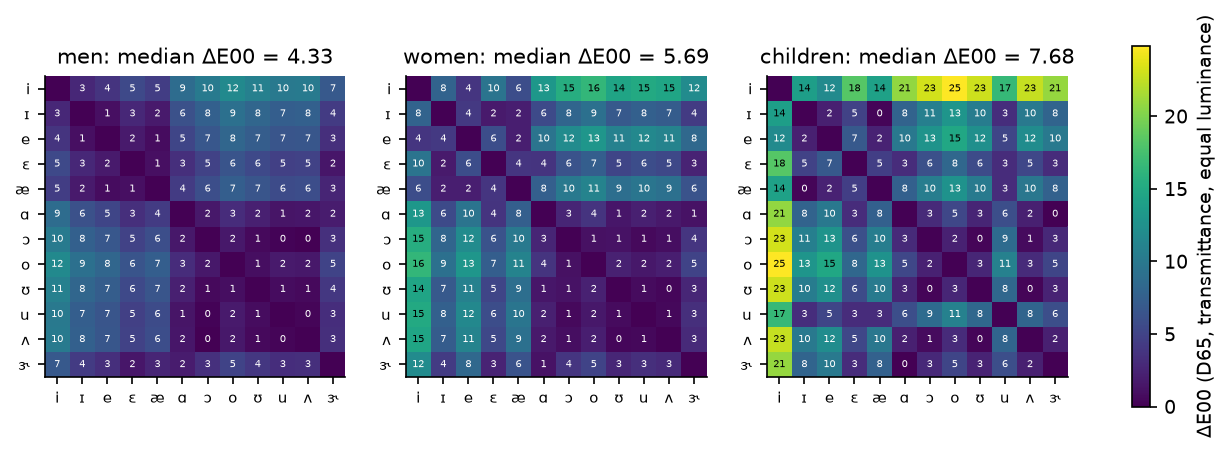 men: median ΔE00 = 4.33
i 3 4 5 5 9 10 12 11 10 10 7
ɪ 3 1 3 2 6 8 9 8 7 8 4
e 4 1 2 1 5 7 8 7 7 7 3
ɛ 5 3 2 1 3 5 6 6 5 5 2
æ 5 2 1 1 4 6 7 7 6 6 3
ɑ 9 6 5 3 4 2 3 2 1 2 2
ɔ 10 8 7 5 6 2 2 1 0 0 3
o 12 9 8 6 7 3 2 1 2 2 5
ʊ 11 8 7 6 7 2 1 1 1 1 4
u 10 7 7 5 6 1 0 2 1 0 3
ʌ 10 8 7 5 6 2 0 2 1 0 3
ɝ 7 4 3 2 3 2 3 5 4 3 3
i ɪ e ɛ æ ɑ ɔ o ʊ u ʌ ɝ
women: median ΔE00 = 5.69
8 4 10 6 13 15 16 14 15 15 12
8 4 2 2 6 8 9 7 8 7 4
4 4 6 2 10 12 13 11 12 11 8
10 2 6 4 4 6 7 5 6 5 3
6 2 2 4 8 10 11 9 10 9 6
13 6 10 4 8 3 4 1 2 2 1
15 8 12 6 10 3 1 1 1 1 4
16 9 13 7 11 4 1 2 2 2 5
14 7 11 5 9 1 1 2 1 0 3
15 8 12 6 10 2 1 2 1 1 3
15 7 11 5 9 2 1 2 0 1 3
12 4 8 3 6 1 4 5 3 3 3
i ɪ e ɛ æ ɑ ɔ o ʊ u ʌ ɝ
children: median ΔE00 = 7.68
14 12 18 14 21 23 25 23 17 23 21
14 2 5 0 8 11 13 10 3 10 8
12 2 7 2 10 13 15 12 5 12 10
18 5 7 5 3 6 8 6 3 5 3
14 0 2 5 8 10 13 10 3 10 8
21 8 10 3 8 3 5 3 6 2 0
23 11 13 6 10 3 2 0 9 1 3
25 13 15 8 13 5 2 3 11 3 5
23 10 12 6 10 3 0 3 8 0 3
17 3 5 3 3 6 9 11 8 8 6
23 10 12 5 10 2 1 3 0 8 2
21 8 10 3 8 0 3 5 3 6 2
i ɪ e ɛ æ ɑ ɔ o ʊ u ʌ ɝ
20
15
10
5
0
ΔE00 (D65, transmittance, equal luminance)